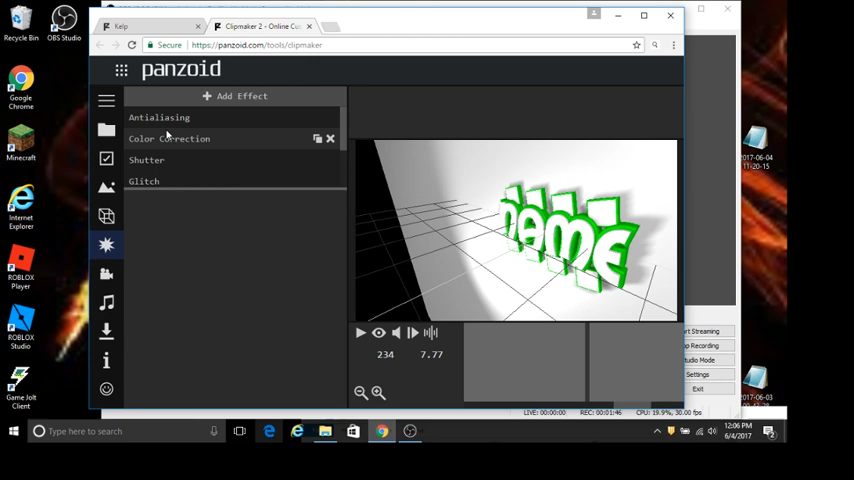 Recycle Bin
OBS Studio
Google Chrome
Minecraft
Internet Explorer
ROBLOX Player
ROBLOX Studio
Game Jolt Client
Kelp
Clipmaker 2 - Online Cu
Secure
https://panzoid.com/tools/clipmaker
panzoid
Add Effect
Antialiasing
Color Correction
Shutter
Glitch
NAME
234
7.77
2017-06-04 11-20-15
2017-06-03
rt Streaming
p Recording
tudio Mode
Settings
Exit
LIVE: 00:00:00
REC: 00:01:46
CPU: 19.9%, 30.00 fps
Type here to search
12:06 PM
6/4/2017
2